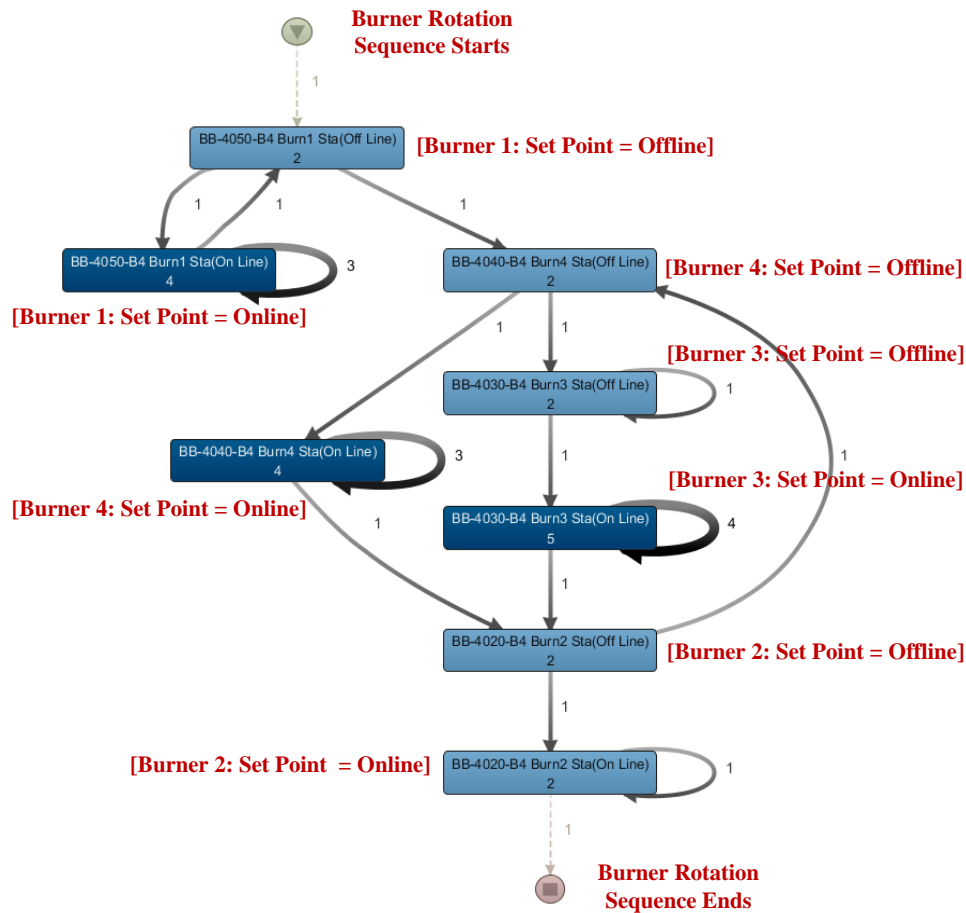 Burner Rotation
Sequence Starts
1
BB-4050-B4 Burn1 Sta(Off Line)
2
[Burner 1: Set Point = Offline]
1
1
1
BB-4050-B4 Burn1 Sta(On Line)
4
3
[Burner 1: Set Point = Online]
BB-4040-B4 Burn4 Sta(Off Line)
2
[Burner 4: Set Point = Offline]
1
1
[Burner 3: Set Point = Offline]
BB-4030-B4 Burn3 Sta(Off Line)
2
1
BB-4040-B4 Burn4 Sta(On Line)
4
3
1
1
[Burner 3: Set Point = Online]
[Burner 4: Set Point = Online]
1
BB-4030-B4 Burn3 Sta(On Line)
5
4
1
BB-4020-B4 Burn2 Sta(Off Line)
2
[Burner 2: Set Point = Offline]
1
[Burner 2: Set Point = Online]
BB-4020-B4 Burn2 Sta(On Line)
2
1
1
Burner Rotation
Sequence Ends